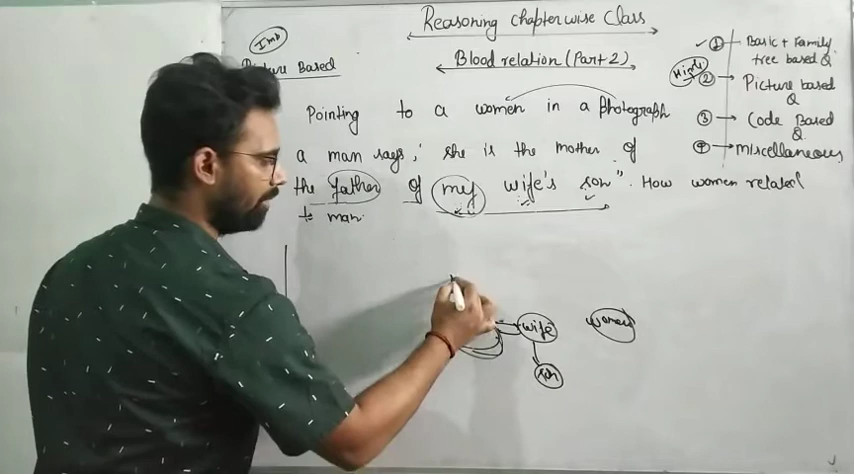 Reasoning chapterwise Class
Imp
Picture Based
Blood relation (Part 2)
① Basic + Family
tree based Q
Hindi
② → Picture based
Q
③ → Code Based
Q
④ → miscellaneous
Pointing to a women in a Photograph
a man says, "she is the mother of
the father of my wife's son". How women related
to man.
wife
women
son